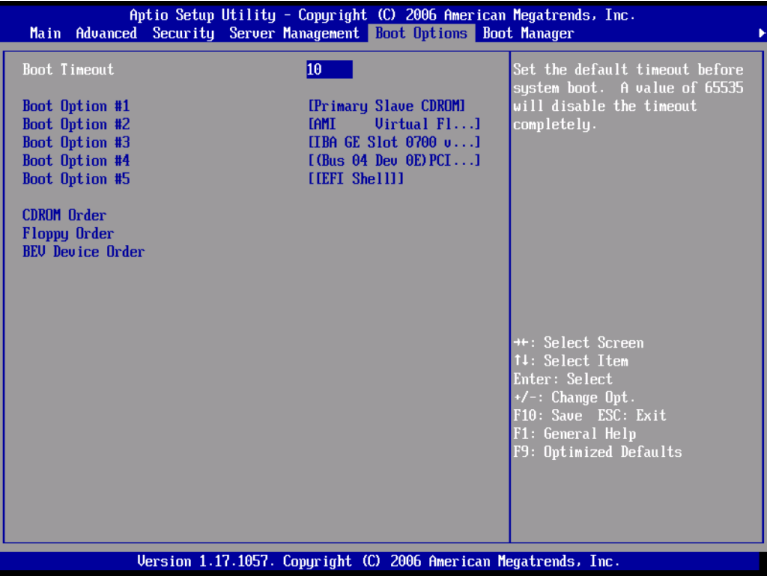 Aptio Setup Utility - Copyright (C) 2006 American Megatrends, Inc.
Main Advanced Security Server Management Boot Options Boot Manager
Boot Timeout 10
Boot Option #1 [Primary Slave CDROM]
Boot Option #2 [AMI Virtual Fl...]
Boot Option #3 [IBA GE Slot 0700 v...]
Boot Option #4 [(Bus 04 Dev 0E)PCI...]
Boot Option #5 [[EFI Shell]]
CDROM Order
Floppy Order
BEV Device Order
Set the default timeout before
system boot. A value of 65535
will disable the timeout
completely.
→←: Select Screen
↑↓: Select Item
Enter: Select
+/-: Change Opt.
F10: Save ESC: Exit
F1: General Help
F9: Optimized Defaults
Version 1.17.1057. Copyright (C) 2006 American Megatrends, Inc.